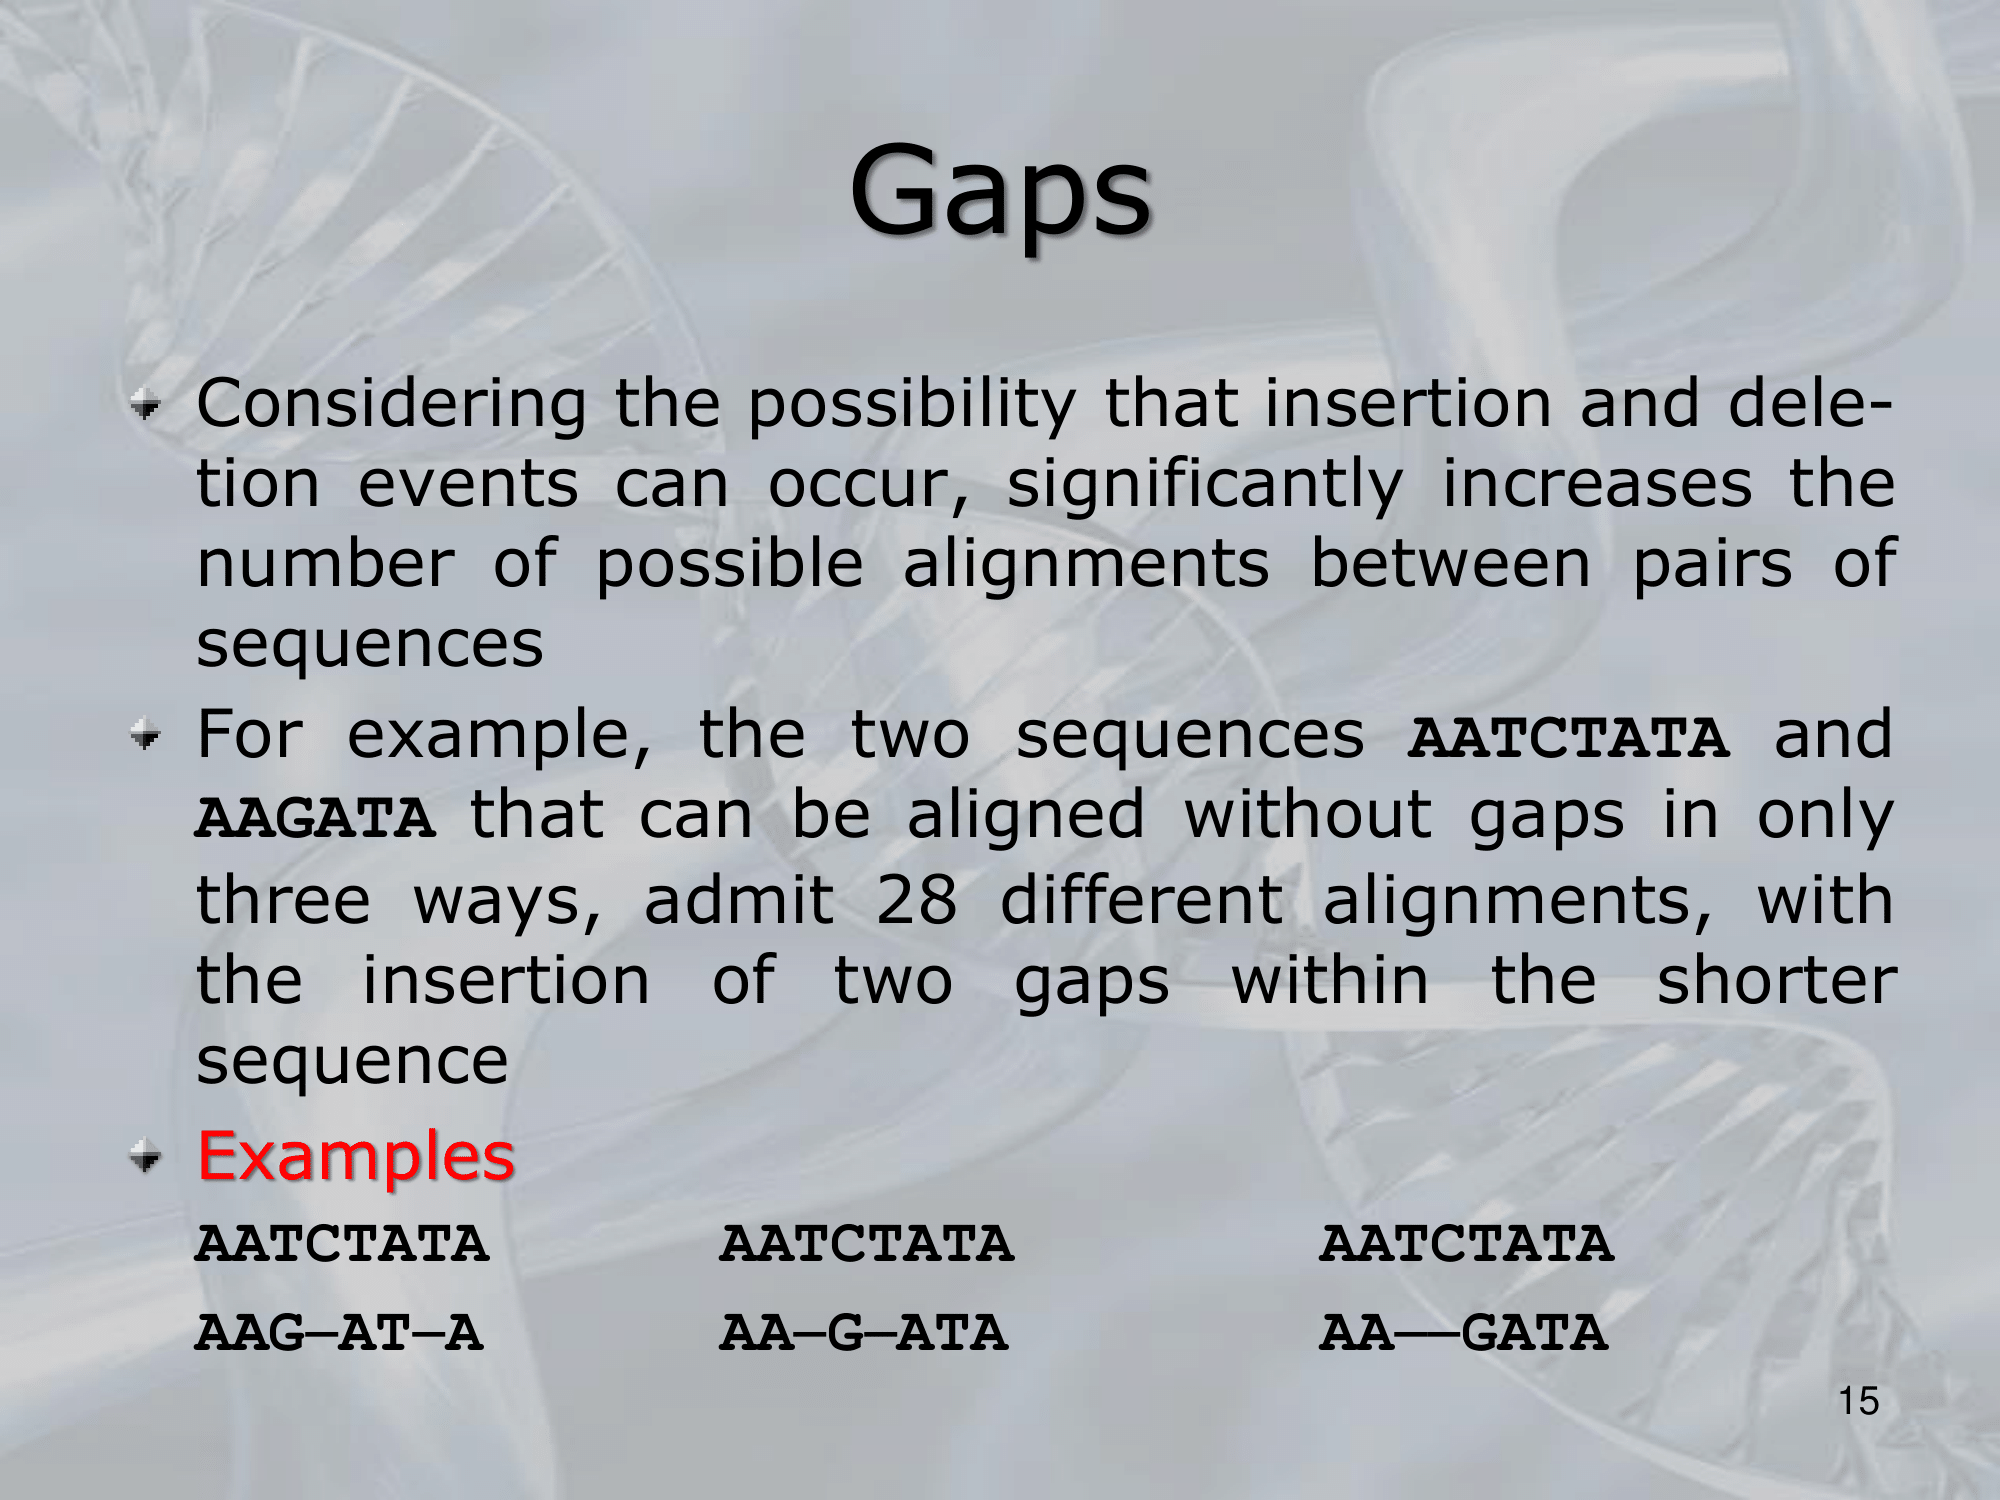 Gaps
Considering the possibility that insertion and dele-
tion events can occur, significantly increases the
number of possible alignments between pairs of
sequences
For example, the two sequences AATCTATA and
AAGATA that can be aligned without gaps in only
three ways, admit 28 different alignments, with
the insertion of two gaps within the shorter
sequence
Examples
AATCTATA AATCTATA AATCTATA
AAG–AT–A AA–G–ATA AA––GATA
15